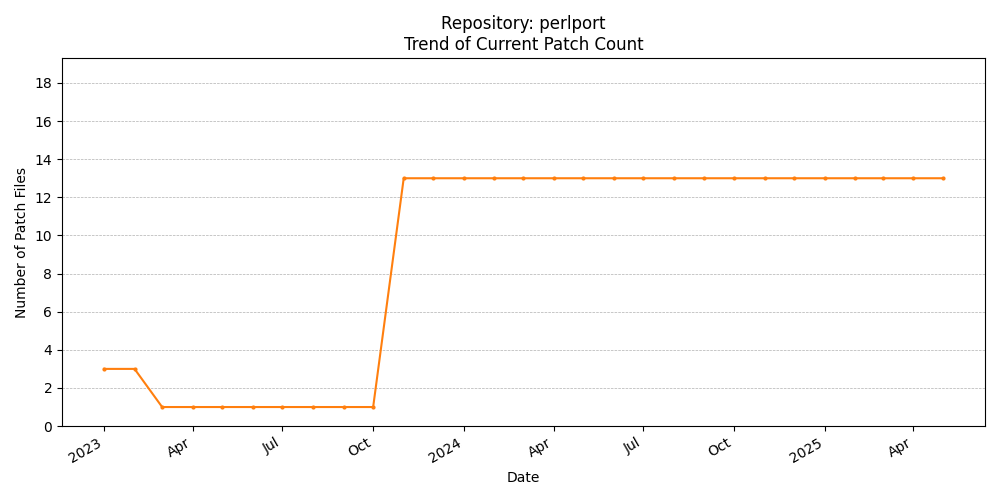 Repository: perlport
Trend of Current Patch Count
18
16
14
12
10
8
6
4
2
0
Number of Patch Files
2023
Apr
Jul
Oct
2024
Apr
Jul
Oct
2025
Apr
Date